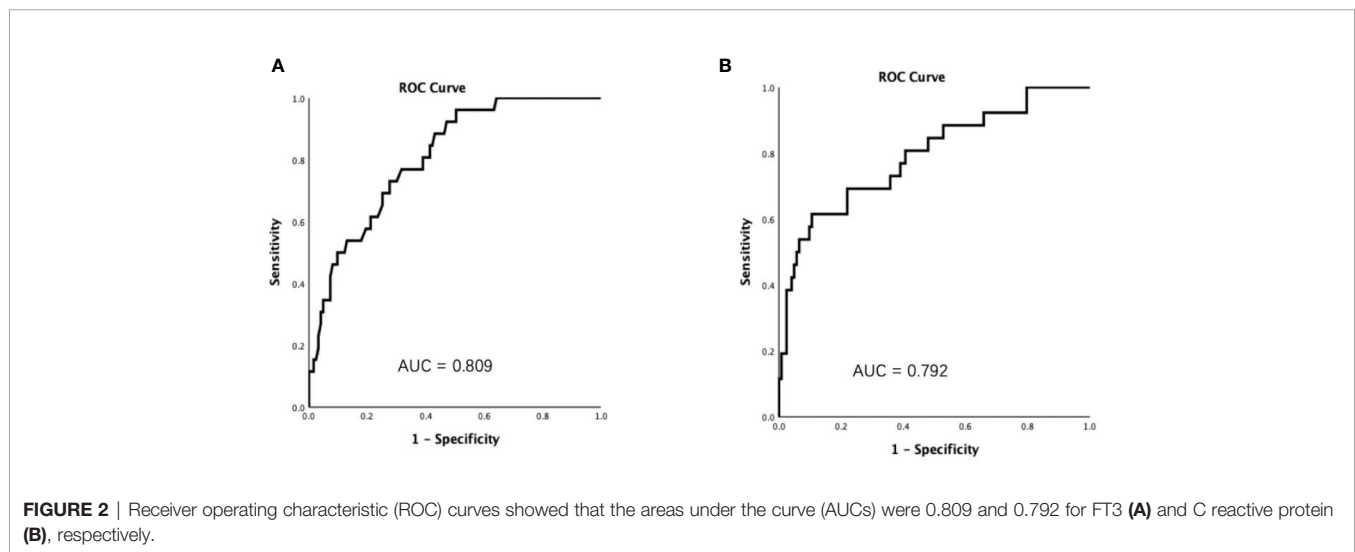 A
ROC Curve
1.0
0.8
0.6
0.4
0.2
0.0
Sensitivity
0.0 0.2 0.4 0.6 0.8 1.0
1 – Specificity
AUC = 0.809
B
ROC Curve
1.0
0.8
0.6
0.4
0.2
0.0
Sensitivity
0.0 0.2 0.4 0.6 0.8 1.0
1 – Specificity
AUC = 0.792
FIGURE 2 | Receiver operating characteristic (ROC) curves showed that the areas under the curve (AUCs) were 0.809 and 0.792 for FT3 (A) and C reactive protein
(B), respectively.